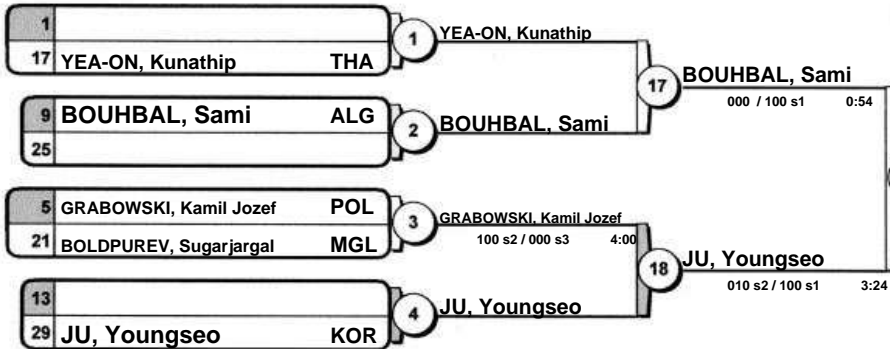 1
17 YEA-ON, Kunathip THA
1
YEA-ON, Kunathip
9 BOUHBAL, Sami ALG
25
2
BOUHBAL, Sami
17
BOUHBAL, Sami
000 / 100 s1 0:54
5 GRABOWSKI, Kamil Jozef POL
21 BOLDPUREV, Sugarjargal MGL
3
GRABOWSKI, Kamil Jozef
100 s2 / 000 s3 4:00
13
29 JU, Youngseo KOR
4
JU, Youngseo
18
JU, Youngseo
010 s2 / 100 s1 3:24